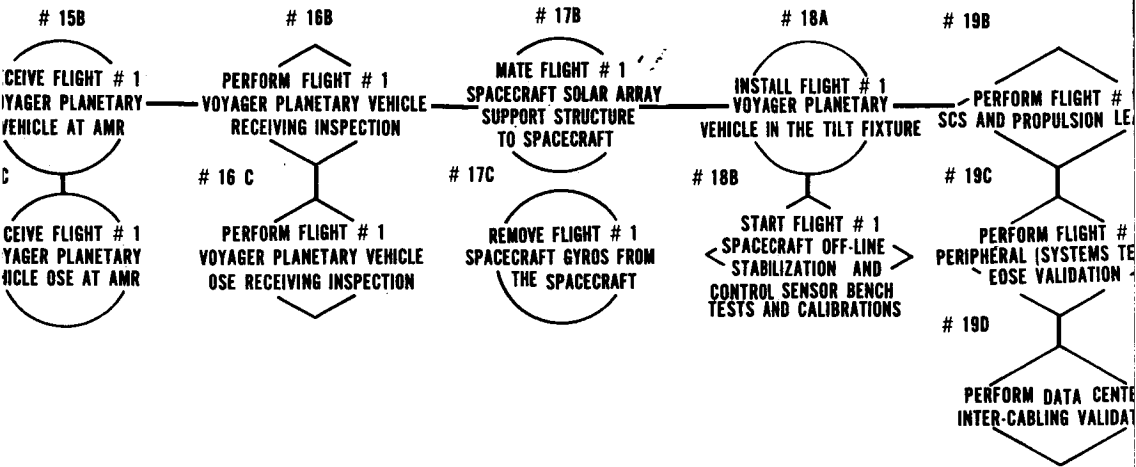 # 15B
CEIVE FLIGHT # 1
YAGER PLANETARY
VEHICLE AT AMR
C
CEIVE FLIGHT # 1
YAGER PLANETARY
HICLE OSE AT AMR
# 16B
PERFORM FLIGHT # 1
VOYAGER PLANETARY VEHICLE
RECEIVING INSPECTION
# 16 C
PERFORM FLIGHT # 1
VOYAGER PLANETARY VEHICLE
OSE RECEIVING INSPECTION
# 17B
MATE FLIGHT # 1
SPACECRAFT SOLAR ARRAY
SUPPORT STRUCTURE
TO SPACECRAFT
# 17C
REMOVE FLIGHT # 1
SPACECRAFT GYROS FROM
THE SPACECRAFT
# 18A
INSTALL FLIGHT # 1
VOYAGER PLANETARY
VEHICLE IN THE TILT FIXTURE
# 18B
START FLIGHT # 1
SPACECRAFT OFF-LINE
STABILIZATION AND
CONTROL SENSOR BENCH
TESTS AND CALIBRATIONS
# 19B
PERFORM FLIGHT #
SCS AND PROPULSION LEA
# 19C
PERFORM FLIGHT #
PERIPHERAL (SYSTEMS TE
EOSE VALIDATION
# 19D
PERFORM DATA CENTE
INTER-CABLING VALIDAT